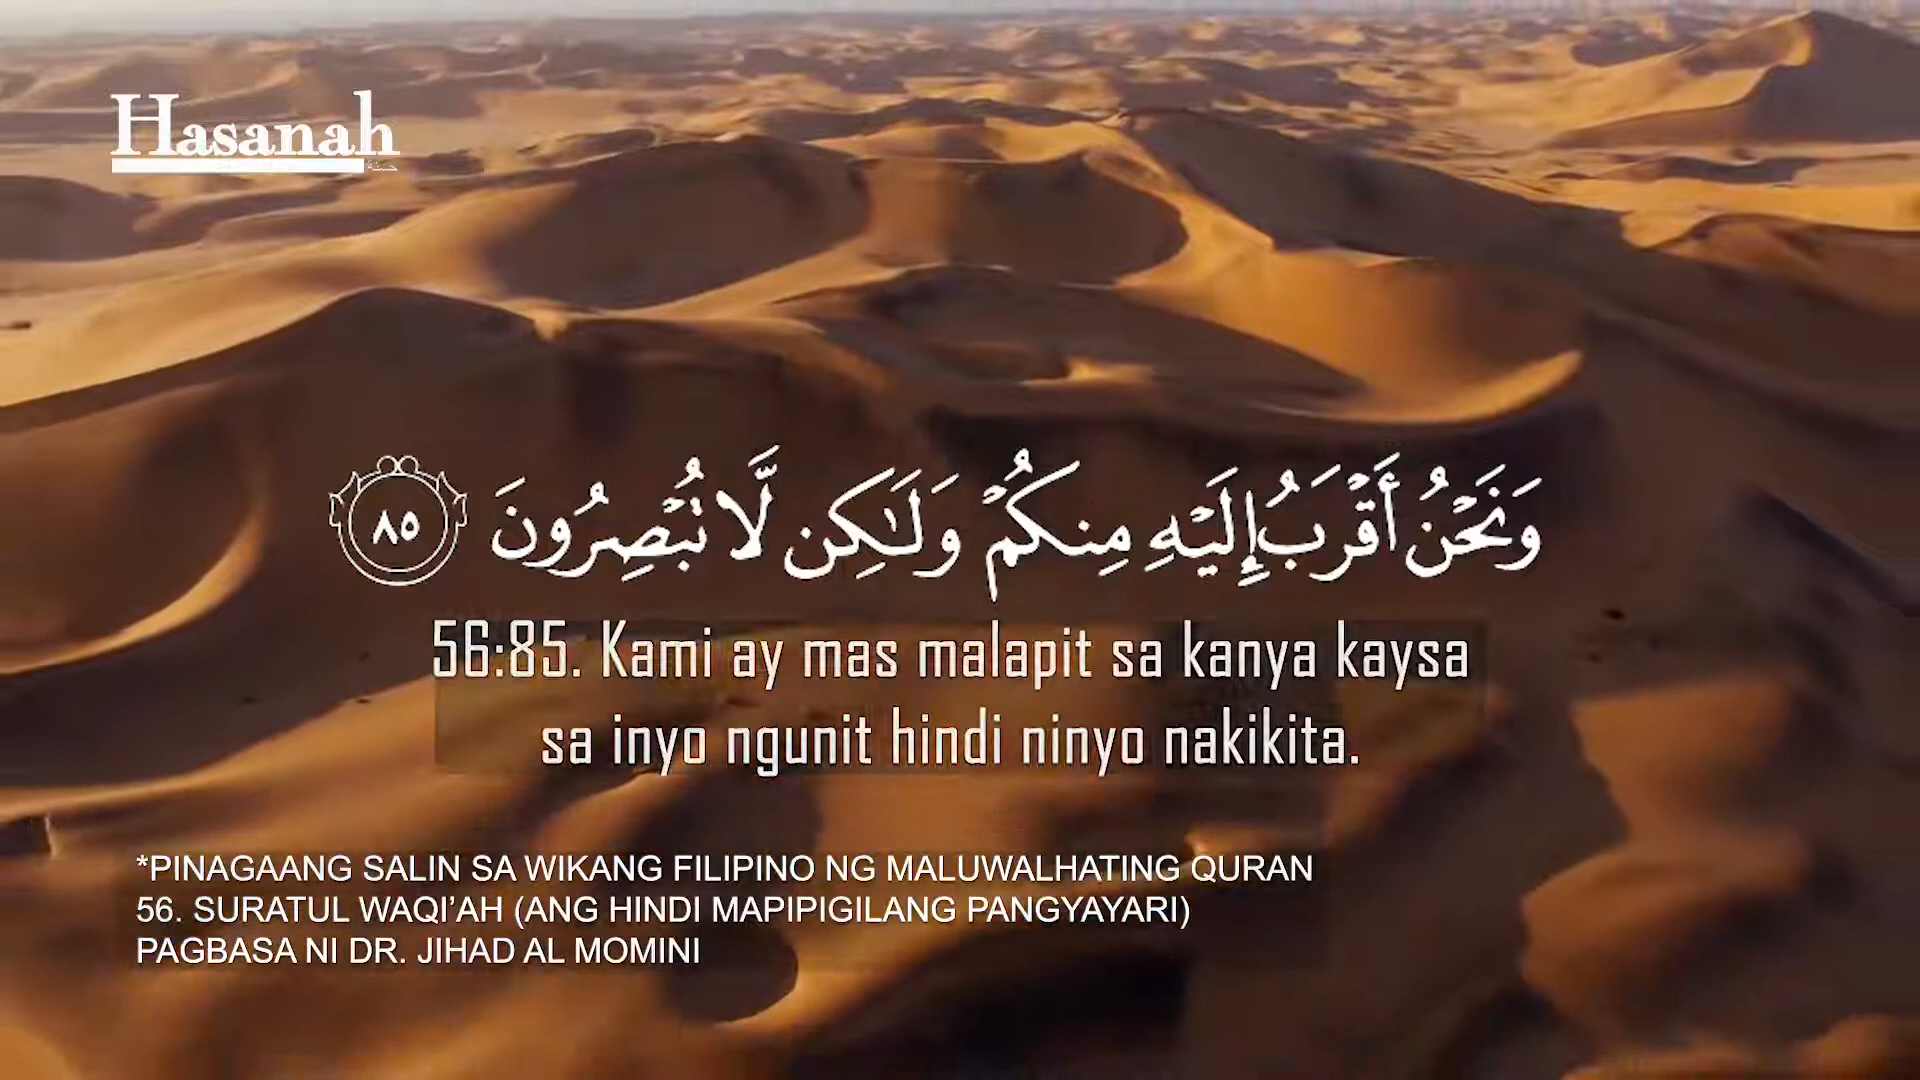 Hasanah
حسنة
وَنَحْنُ أَقْرَبُ إِلَيْهِ مِنكُمْ وَلَـٰكِن لَّا تُبْصِرُونَ ٨٥
56:85. Kami ay mas malapit sa kanya kaysa
sa inyo ngunit hindi ninyo nakikita.
*PINAGAANG SALIN SA WIKANG FILIPINO NG MALUWALHATING QURAN
56. SURATUL WAQI’AH (ANG HINDI MAPIPIGILANG PANGYAYARI)
PAGBASA NI DR. JIHAD AL MOMINI